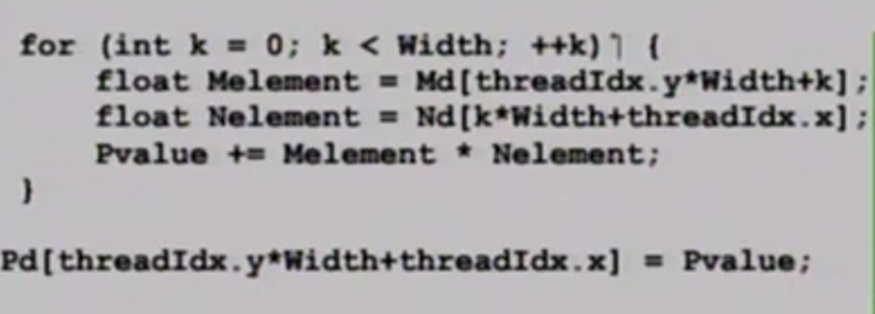 for (int k = 0; k < Width; ++k) {
float Melement = Md[threadIdx.y*Width+k];
float Nelement = Nd[k*Width+threadIdx.x];
Pvalue += Melement * Nelement;
}
Pd[threadIdx.y*Width+threadIdx.x] = Pvalue;